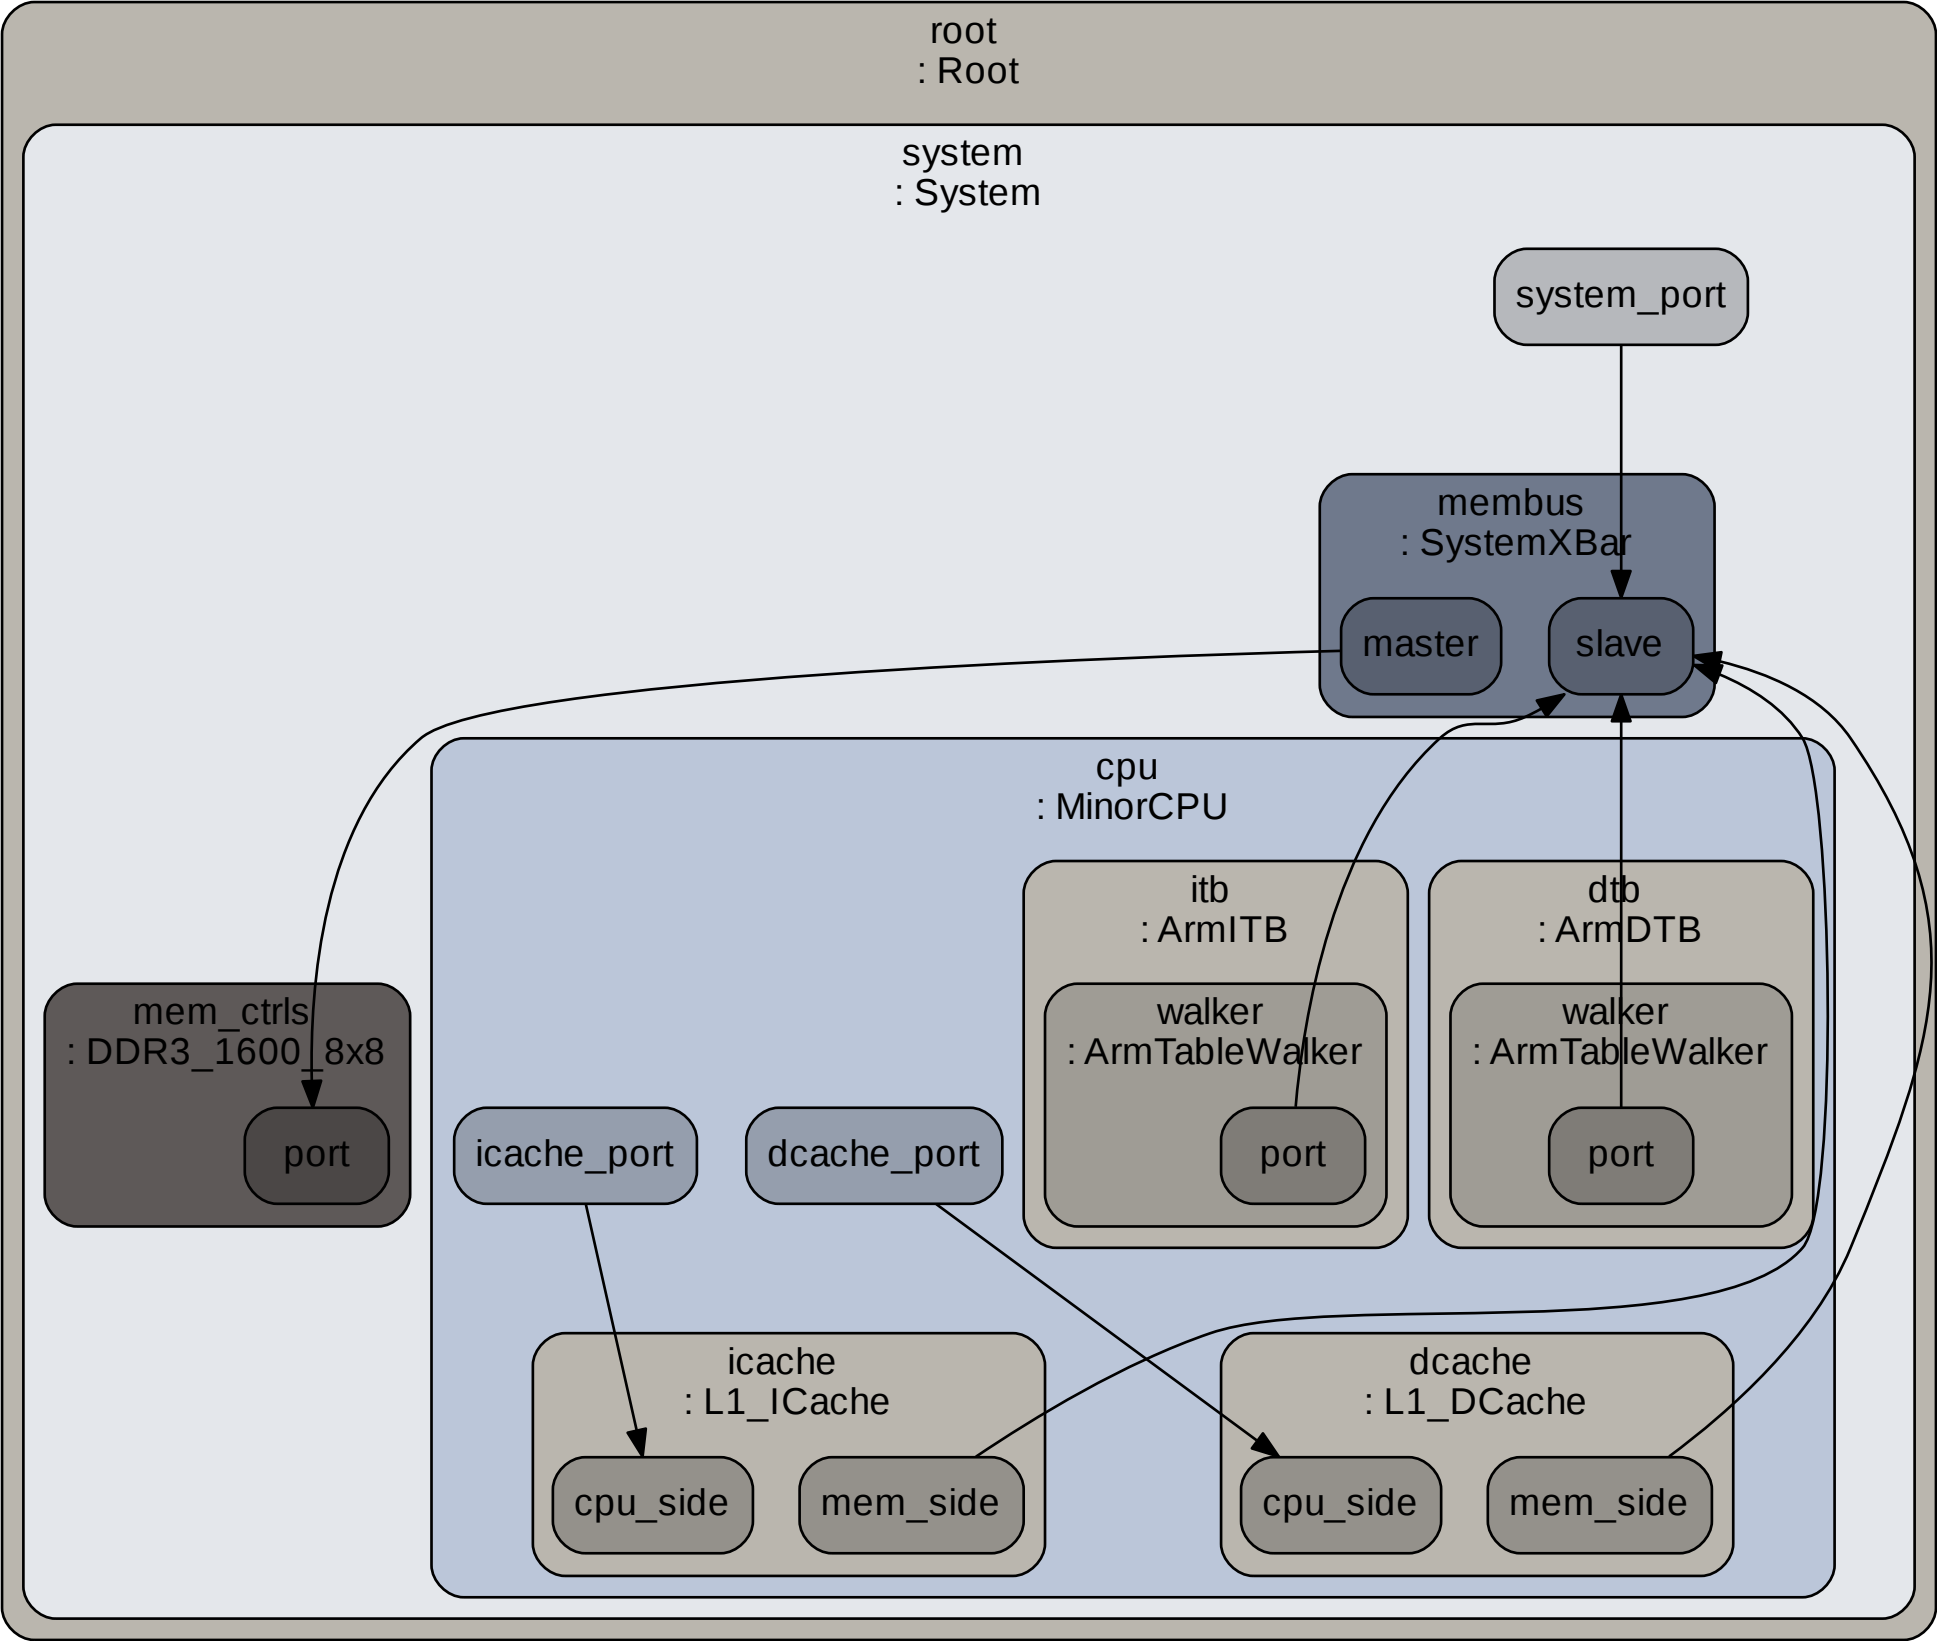 root
: Root
system
: System
system_port
membus
: SystemXBar
master
slave
cpu
: MinorCPU
itb
: ArmITB
dtb
: ArmDTB
mem_ctrls
: DDR3_1600_8x8
walker
: ArmTableWalker
walker
: ArmTableWalker
port
icache_port
dcache_port
port
port
icache
: L1_ICache
dcache
: L1_DCache
cpu_side
mem_side
cpu_side
mem_side